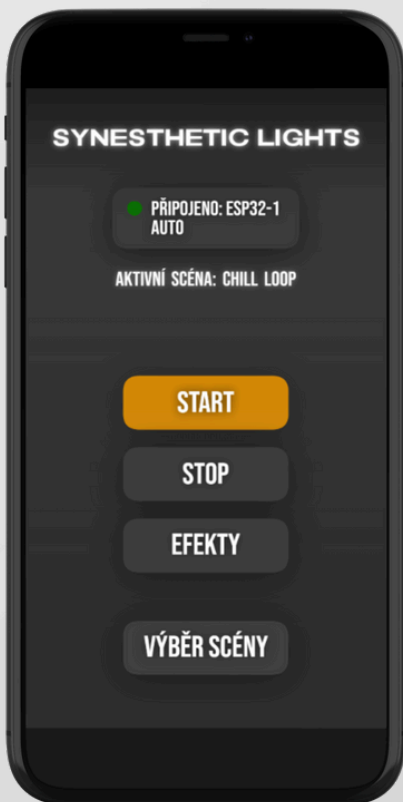 SYNESTHETIC LIGHTS
PŘIPOJENO: ESP32-1
AUTO
AKTIVNÍ SCÉNA: CHILL LOOP
START
STOP
EFEKTY
VÝBĚR SCÉNY